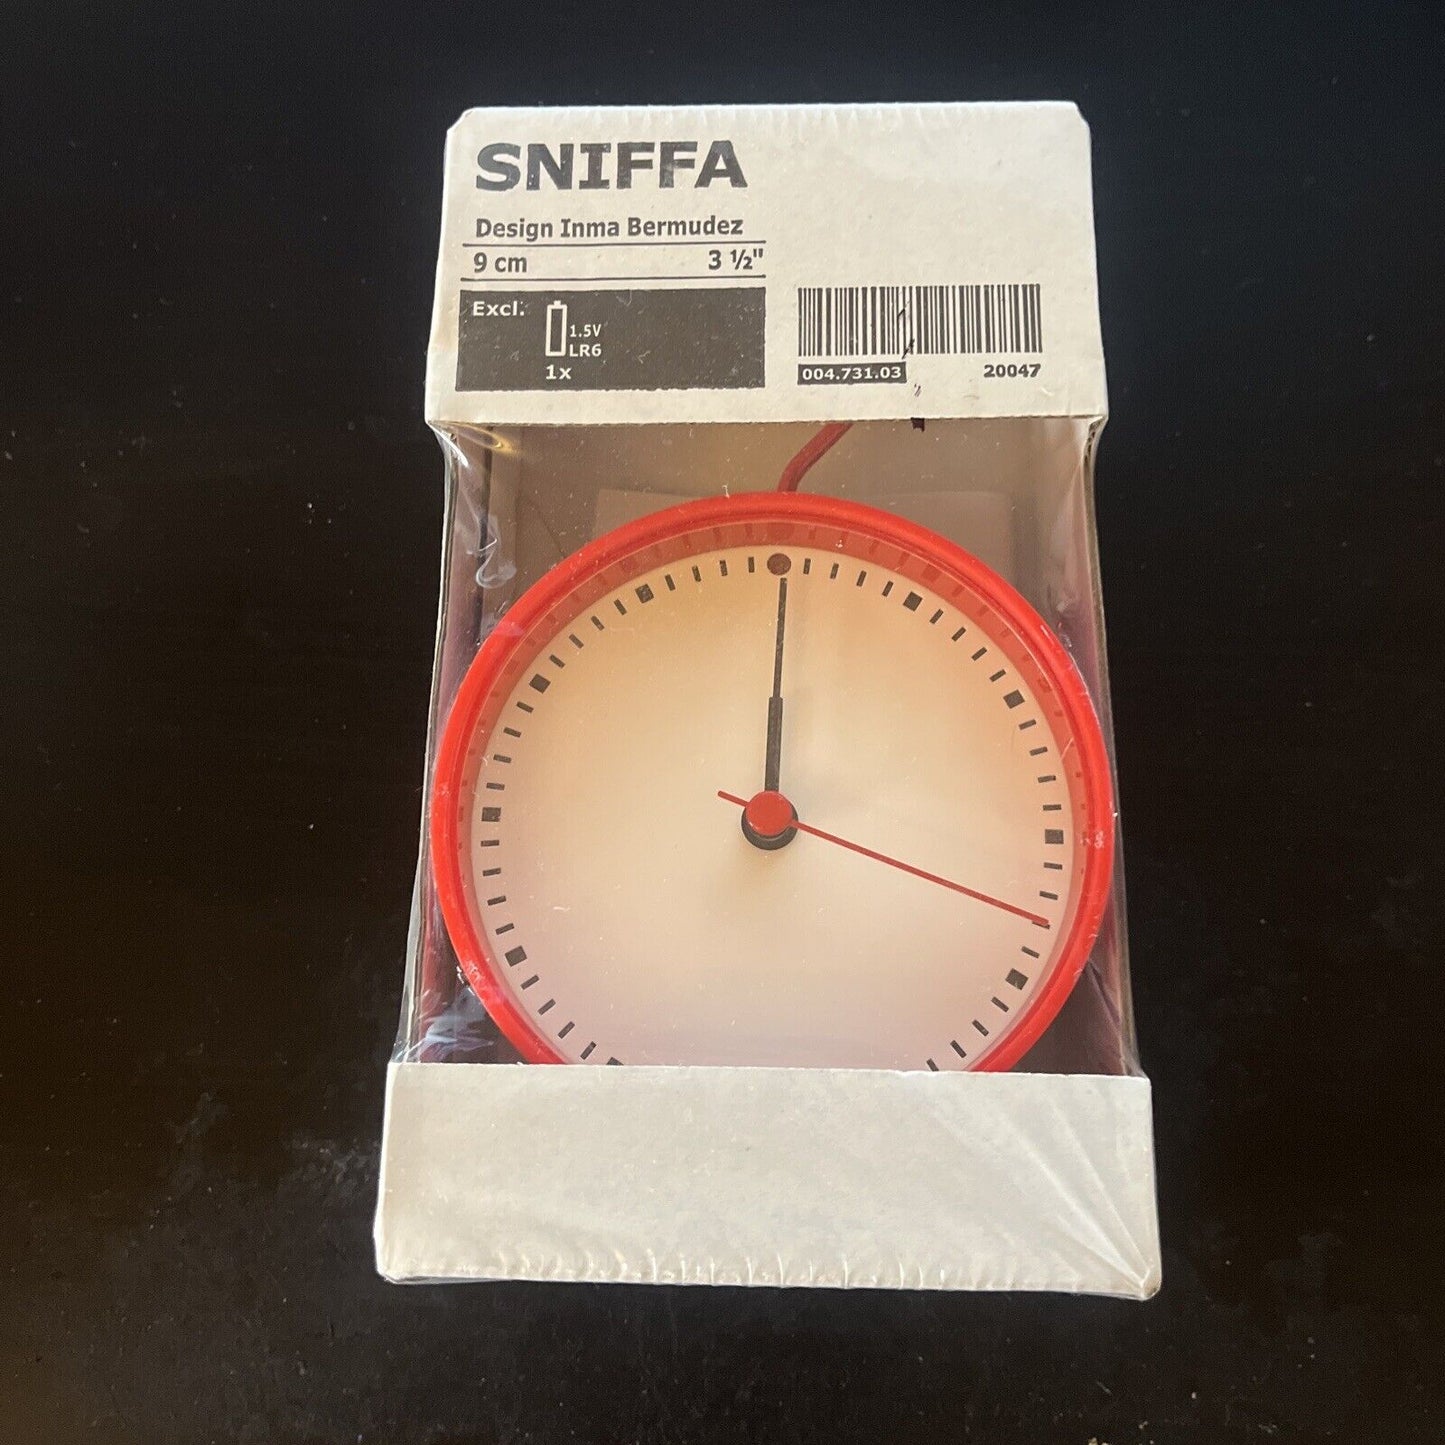 SNIFFA
Design Inma Bermudez
9 cm 3 ½"
Excl.
1.5V
LR6
1x
004.731.03 20047